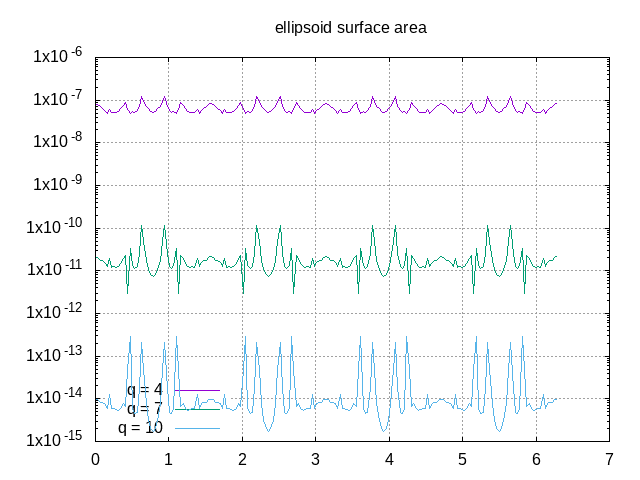 ellipsoid surface area
1x10^-6
1x10^-7
1x10^-8
1x10^-9
1x10^-10
1x10^-11
1x10^-12
1x10^-13
1x10^-14
1x10^-15
q = 4
q = 7
q = 10
0 1 2 3 4 5 6 7